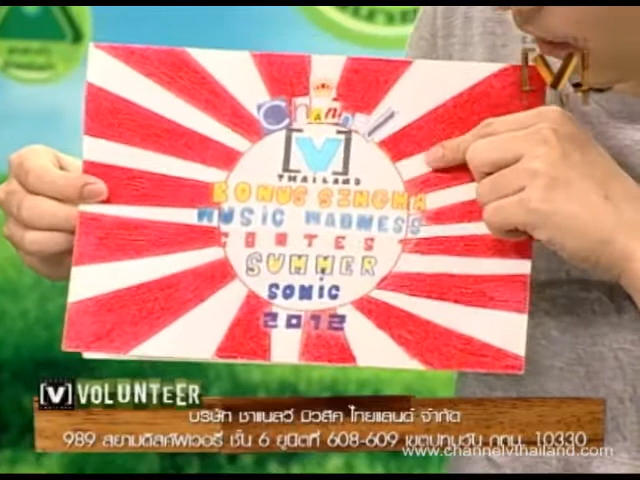 [V]
Channel
[V]
THAILAND
BONUS SINGHA
MUSIC MADNESS
CONTES
SUMMER
SONIC
2012
[V] VOLUNTEER
บริษัท ชาแนลวี มิวสิค ไทยแลนด์ จำกัด
989 สยามดิสคัฟเวอรี่ ชั้น 6 ยูนิตที่ 608-609 เขตปทุมวัน กทม. 10330
www.channelvthailand.com